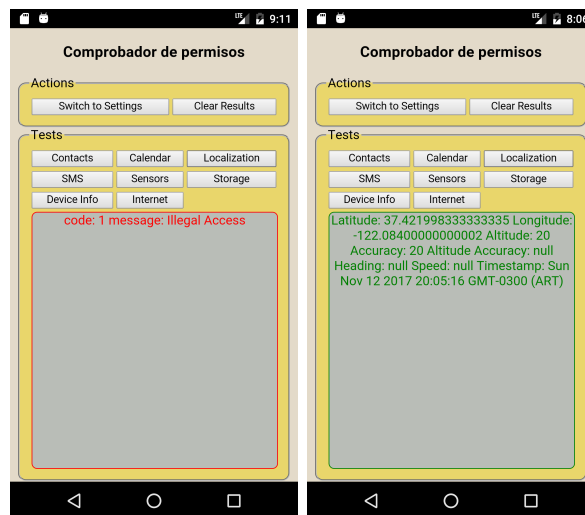 LTE 9:11
Comprobador de permisos
Actions
Switch to Settings Clear Results
Tests
Contacts Calendar Localization
SMS Sensors Storage
Device Info Internet
code: 1 message: Illegal Access
LTE 8:06
Comprobador de permisos
Actions
Switch to Settings Clear Results
Tests
Contacts Calendar Localization
SMS Sensors Storage
Device Info Internet
Latitude: 37.421998333333335 Longitude:
-122.08400000000002 Altitude: 20
Accuracy: 20 Altitude Accuracy: null
Heading: null Speed: null Timestamp: Sun
Nov 12 2017 20:05:16 GMT-0300 (ART)